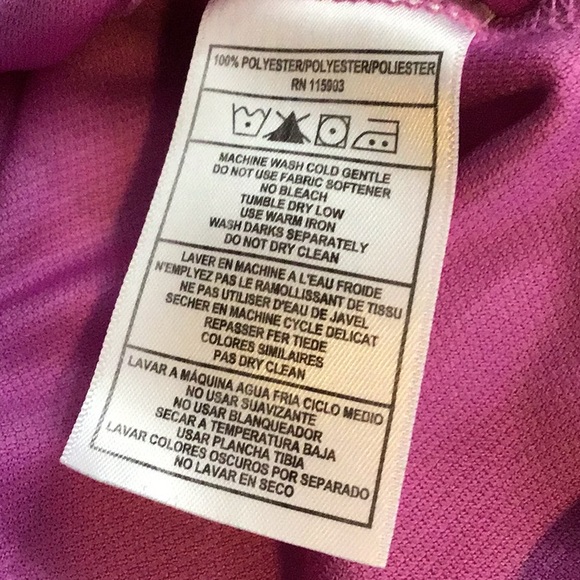 100% POLYESTER/POLYESTER/POLIESTER
RN 115903
MACHINE WASH COLD GENTLE
DO NOT USE FABRIC SOFTENER
NO BLEACH
TUMBLE DRY LOW
USE WARM IRON
WASH DARKS SEPARATELY
DO NOT DRY CLEAN
LAVER EN MACHINE A L'EAU FROIDE
N'EMPLYEZ PAS LE RAMOLLISSANT DE TISSU
NE PAS UTILISER D'EAU DE JAVEL
SECHER EN MACHINE CYCLE DELICAT
REPASSER FER TIEDE
COLORES SIMILAIRES
PAS DRY CLEAN
LAVAR A MÁQUINA AGUA FRIA CICLO MEDIO
NO USAR SUAVIZANTE
NO USAR BLANQUEADOR
SECAR A TEMPERATURA BAJA
USAR PLANCHA TIBIA
LAVAR COLORES OSCUROS POR SEPARADO
NO LAVAR EN SECO